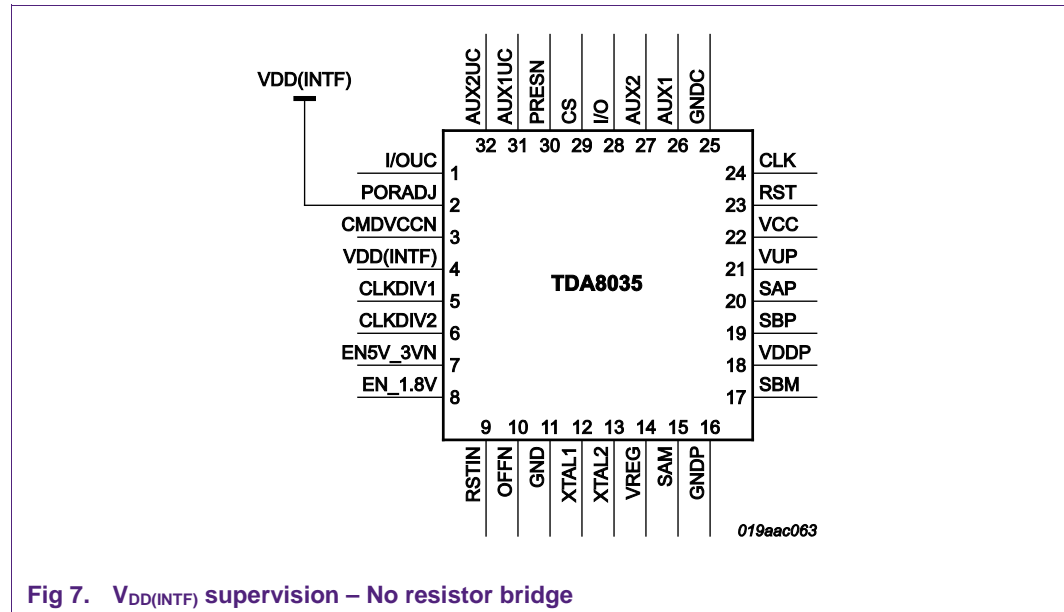 VDD(INTF)
AUX2UC
AUX1UC
PRESN
CS
I/O
AUX2
AUX1
GNDC
32 31 30 29 28 27 26 25
I/OUC 1
PORADJ 2
CMDVCCN 3
VDD(INTF) 4
CLKDIV1 5
CLKDIV2 6
EN5V_3VN 7
EN_1.8V 8
TDA8035
24 CLK
23 RST
22 VCC
21 VUP
20 SAP
19 SBP
18 VDDP
17 SBM
9 10 11 12 13 14 15 16
RSTIN
OFFN
GND
XTAL1
XTAL2
VREG
SAM
GNDP
019aac063
Fig 7. VDD(INTF) supervision – No resistor bridge